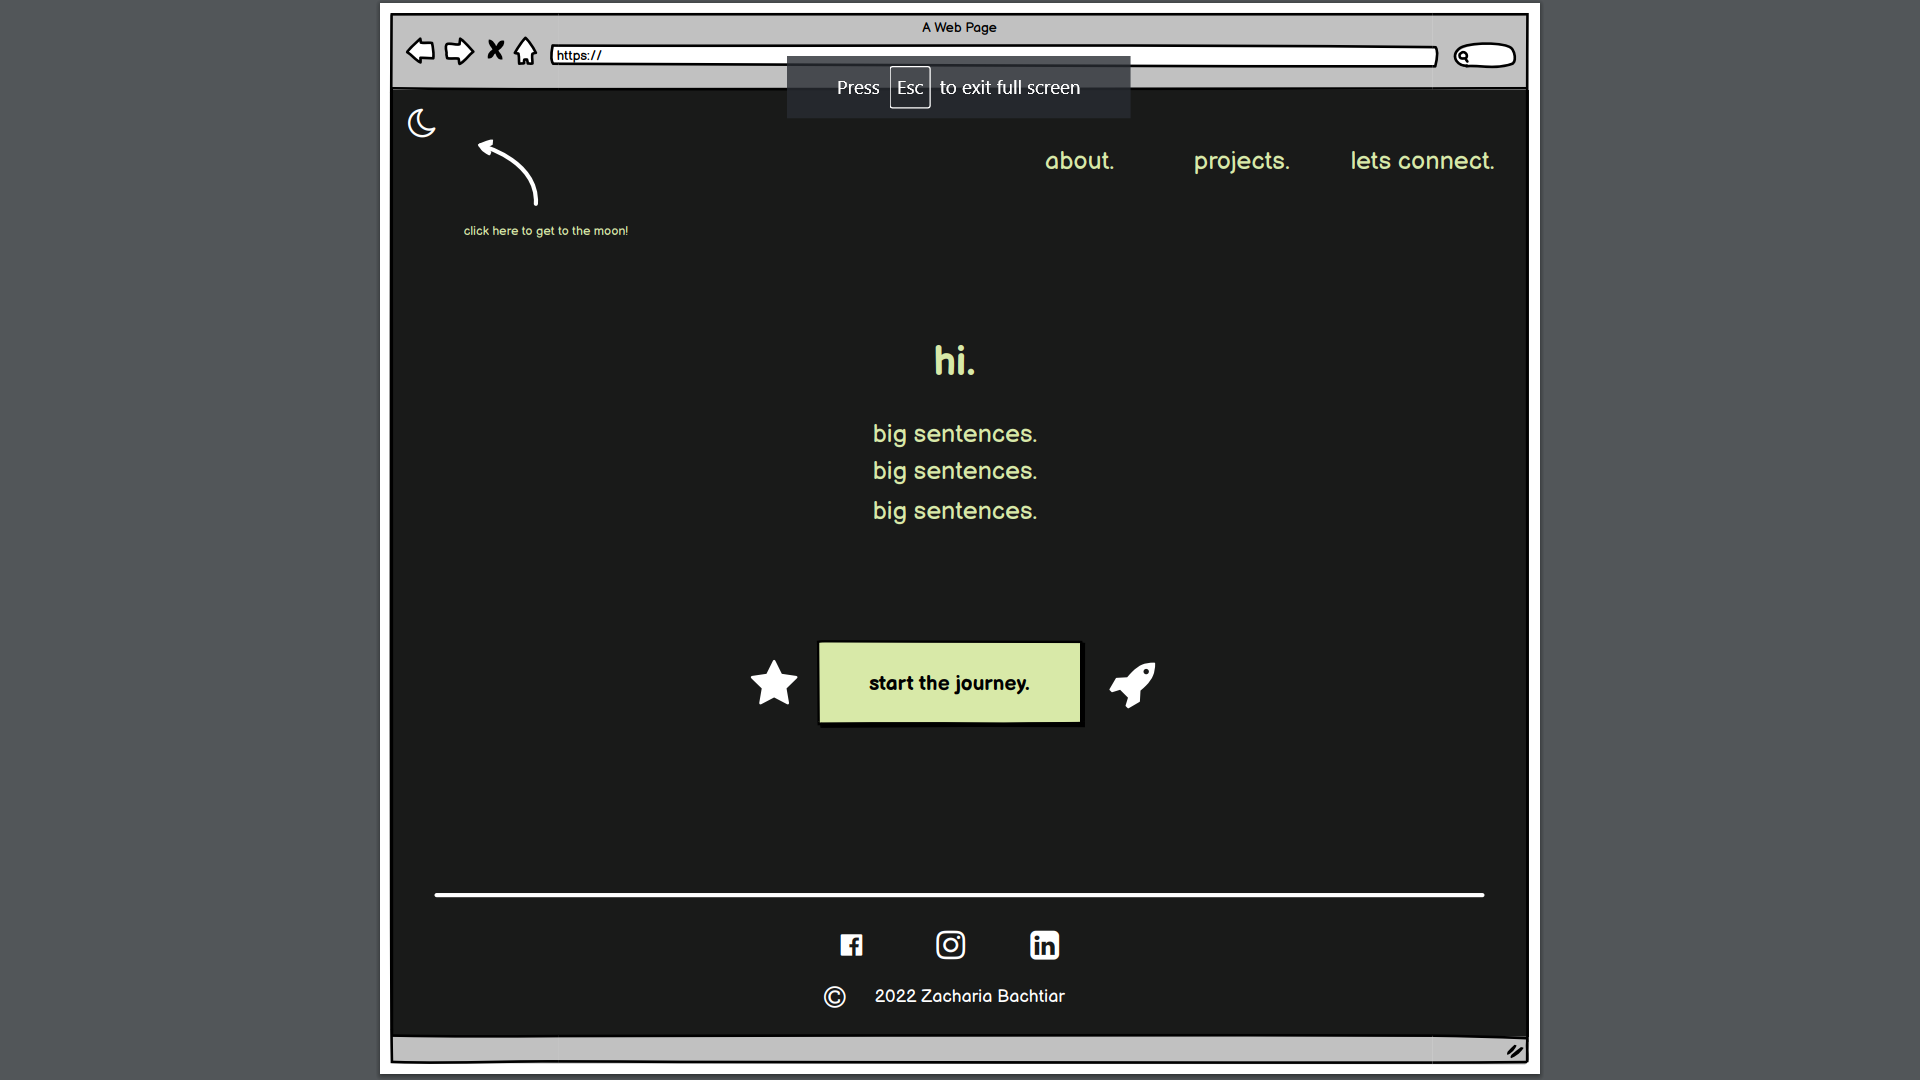 A Web Page
https://
Press Esc to exit full screen
about. projects. lets connect.
click here to get to the moon!
hi.
big sentences.
big sentences.
big sentences.
start the journey.
© 2022 Zacharia Bachtiar